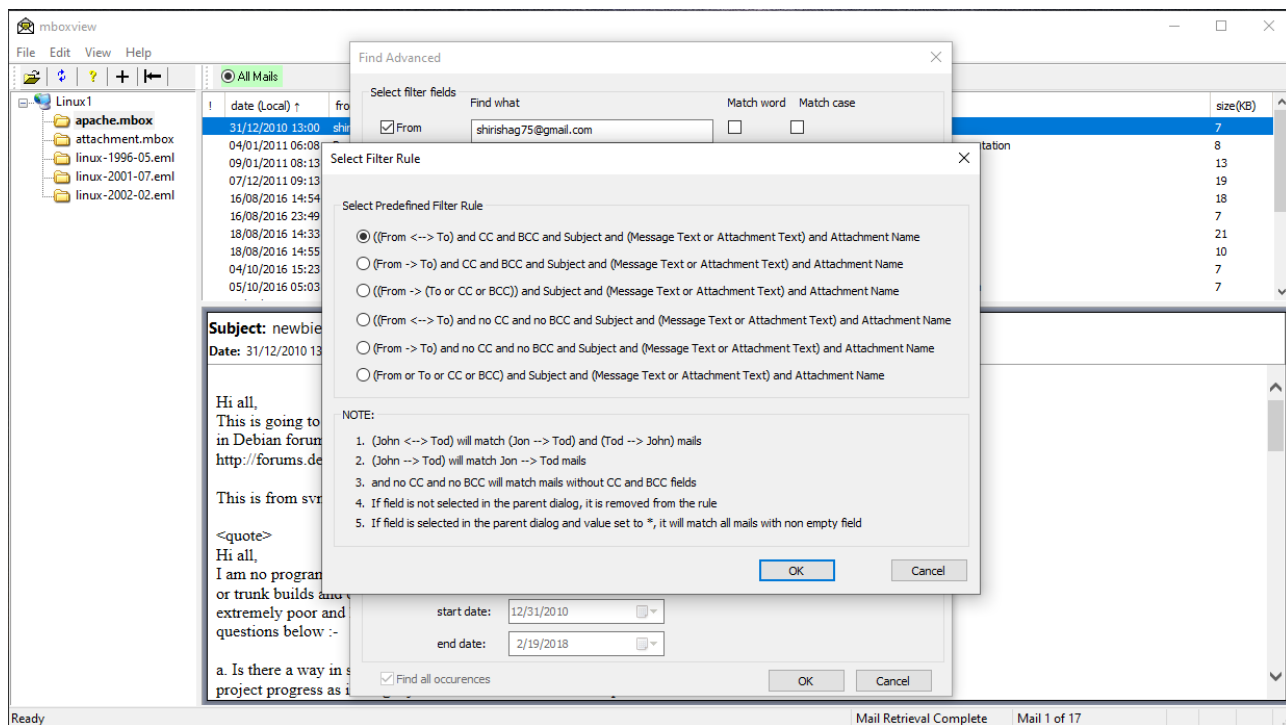 mboxview
File Edit View Help
All Mails
Linux1
apache.mbox
attachment.mbox
linux-1996-05.eml
linux-2001-07.eml
linux-2002-02.eml
! date (Local) ↑ fro size(KB)
31/12/2010 13:00 shir 7
04/01/2011 06:08 tation 8
09/01/2011 08:13 13
07/12/2011 09:13 19
16/08/2016 14:54 18
16/08/2016 23:49 7
18/08/2016 14:33 21
18/08/2016 14:55 10
04/10/2016 15:23 7
05/10/2016 05:03 7
Find Advanced
Select filter fields
Find what Match word Match case
From shirishag75@gmail.com
Select Filter Rule
Select Predefined Filter Rule
((From <--> To) and CC and BCC and Subject and (Message Text or Attachment Text) and Attachment Name
(From -> To) and CC and BCC and Subject and (Message Text or Attachment Text) and Attachment Name
((From -> (To or CC or BCC)) and Subject and (Message Text or Attachment Text) and Attachment Name
((From <--> To) and no CC and no BCC and Subject and (Message Text or Attachment Text) and Attachment Name
(From -> To) and no CC and no BCC and Subject and (Message Text or Attachment Text) and Attachment Name
(From or To or CC or BCC) and Subject and (Message Text or Attachment Text) and Attachment Name
NOTE:
1. (John <--> Tod) will match (Jon --> Tod) and (Tod --> John) mails
2. (John --> Tod) will match Jon --> Tod mails
3. and no CC and no BCC will match mails without CC and BCC fields
4. If field is not selected in the parent dialog, it is removed from the rule
5. If field is selected in the parent dialog and value set to *, it will match all mails with non empty field
OK Cancel
start date: 12/31/2010
end date: 2/19/2018
Find all occurences
OK Cancel
Subject: newbie
Date: 31/12/2010 13
Hi all,
This is going to
in Debian forum
http://forums.de
This is from svn
<quote>
Hi all,
I am no program
or trunk builds and
extremely poor and
questions below :-
a. Is there a way in s
project progress as i
Ready Mail Retrieval Complete Mail 1 of 17